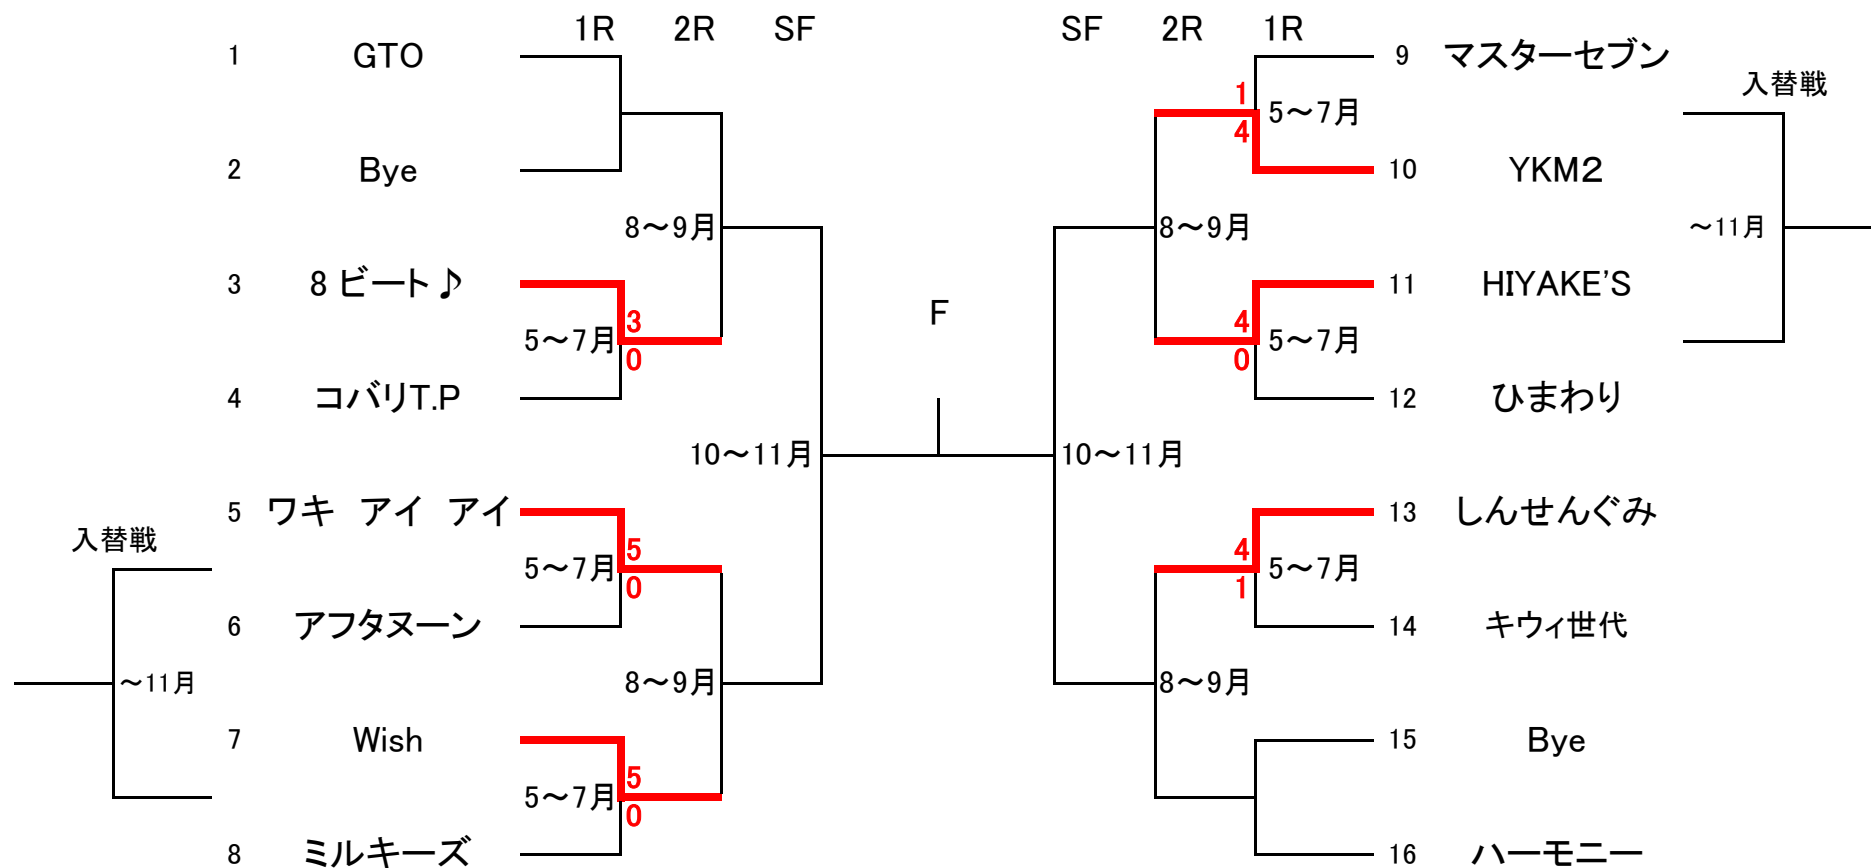 1R 2R SF SF 2R 1R
1 GTO 9 マスターセブン
入替戦
1
5～7月
4
2 Bye 10 YKM2
8～9月 8～9月 ～11月
3 8 ビート♪ 11 HIYAKE'S
F
3 4
5～7月 5～7月
0 0
4 コバリT.P 12 ひまわり
10～11月 10～11月
5 ワキ アイ アイ 13 しんせんぐみ
入替戦
5 4
5～7月 5～7月
0 1
6 アフタヌーン 14 キウィ世代
～11月 8～9月 8～9月
7 Wish 15 Bye
5
5～7月
0
8 ミルキーズ 16 ハーモニー